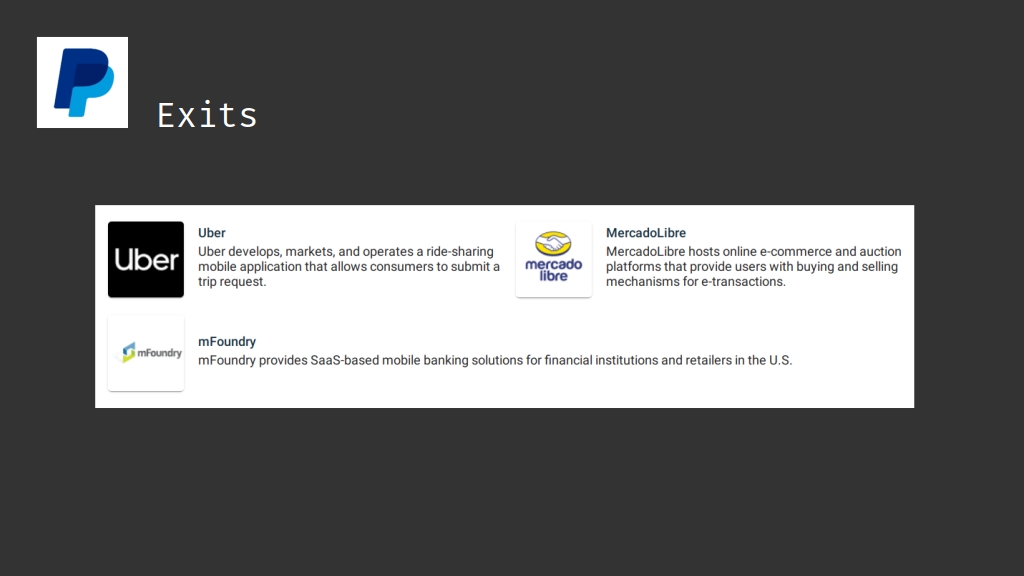 Exits
Uber
Uber
Uber develops, markets, and operates a ride-sharing
mobile application that allows consumers to submit a
trip request.
mercado
libre
MercadoLibre
MercadoLibre hosts online e-commerce and auction
platforms that provide users with buying and selling
mechanisms for e-transactions.
mFoundry
mFoundry
mFoundry provides SaaS-based mobile banking solutions for financial institutions and retailers in the U.S.